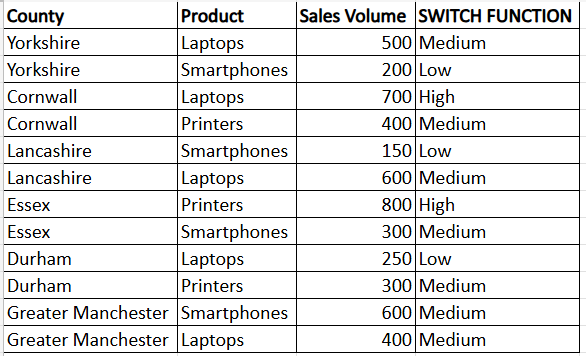 County Product Sales Volume SWITCH FUNCTION
Yorkshire Laptops 500 Medium
Yorkshire Smartphones 200 Low
Cornwall Laptops 700 High
Cornwall Printers 400 Medium
Lancashire Smartphones 150 Low
Lancashire Laptops 600 Medium
Essex Printers 800 High
Essex Smartphones 300 Medium
Durham Laptops 250 Low
Durham Printers 300 Medium
Greater Manchester Smartphones 600 Medium
Greater Manchester Laptops 400 Medium